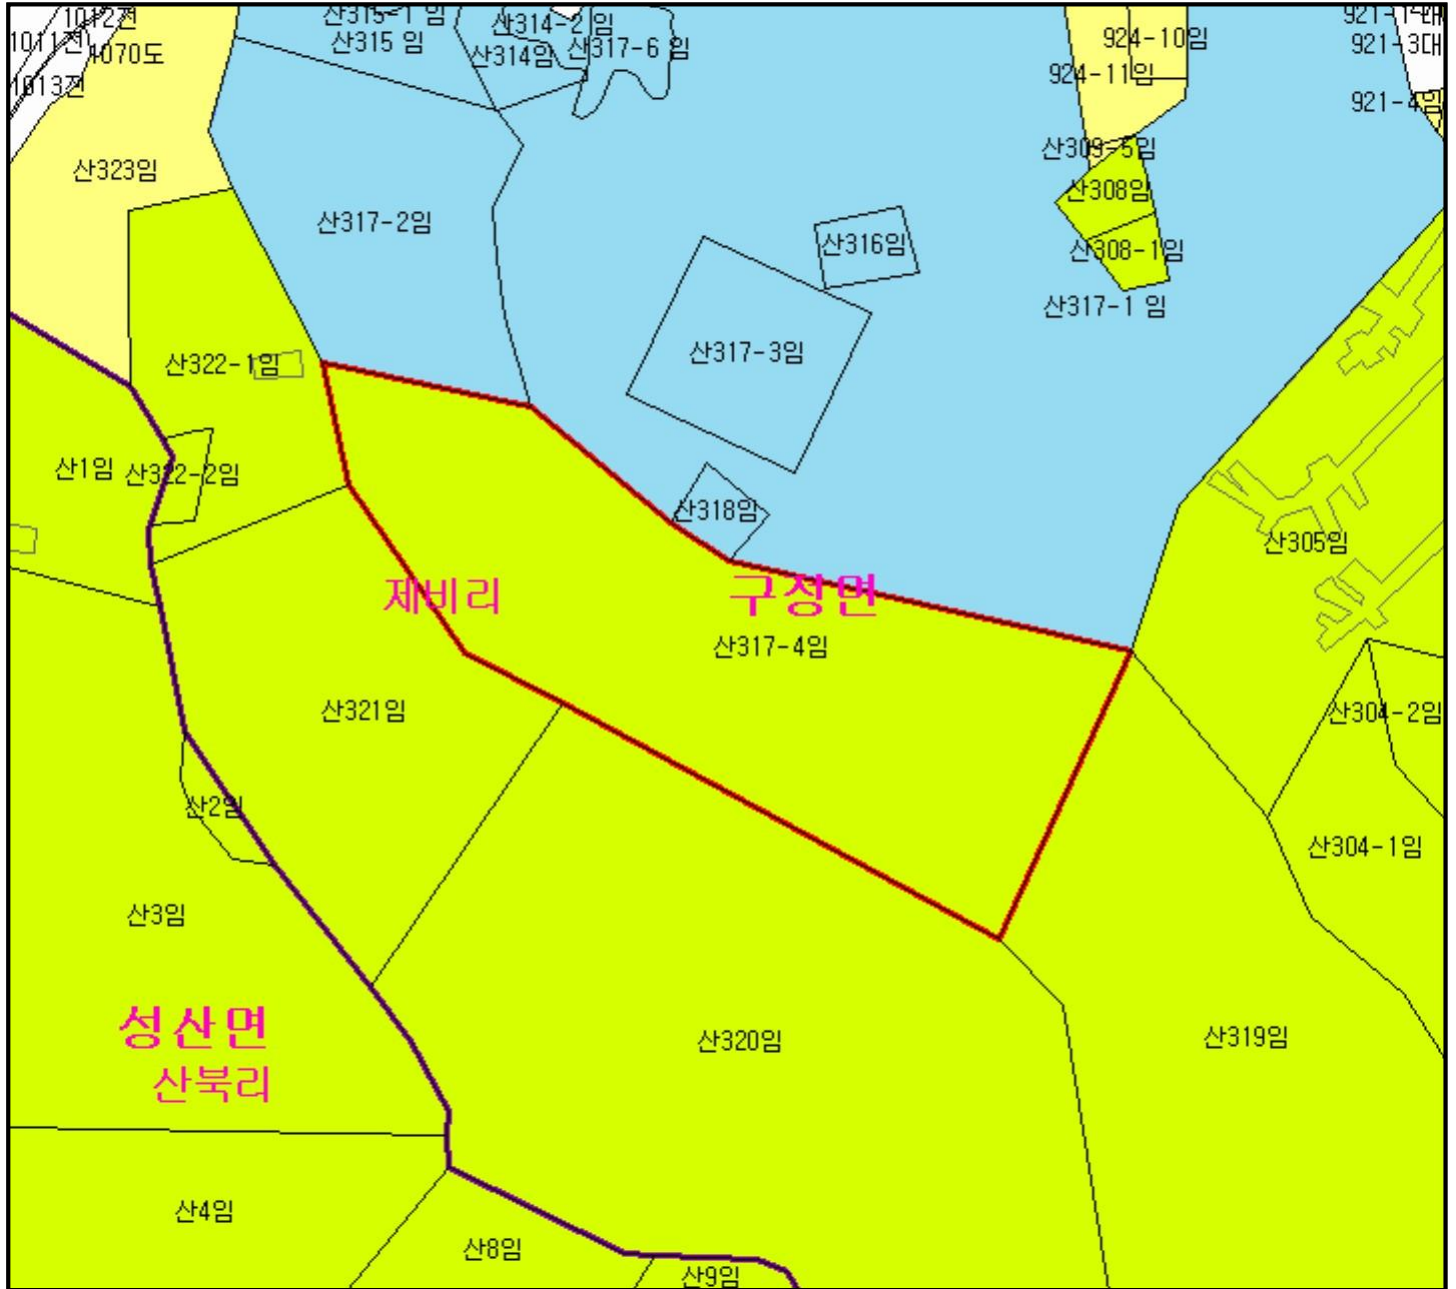 1012전
산315-1 임
산314-2임
921-1대
1011전
1070도
산315 임
산314임
산317-6 임
924-10임
921-3대
1013전
924-11임
921-4임
산323임
산309-5임
산308임
산317-2임
산316임
산308-1임
산317-1 임
산322-1임
산317-3임
산1임
산322-2임
산318임
산305임
제비리
구정면
산317-4임
산321임
산304-2임
산2임
산304-1임
산3임
성산면
산320임
산319임
산북리
산4임
산8임
산9임